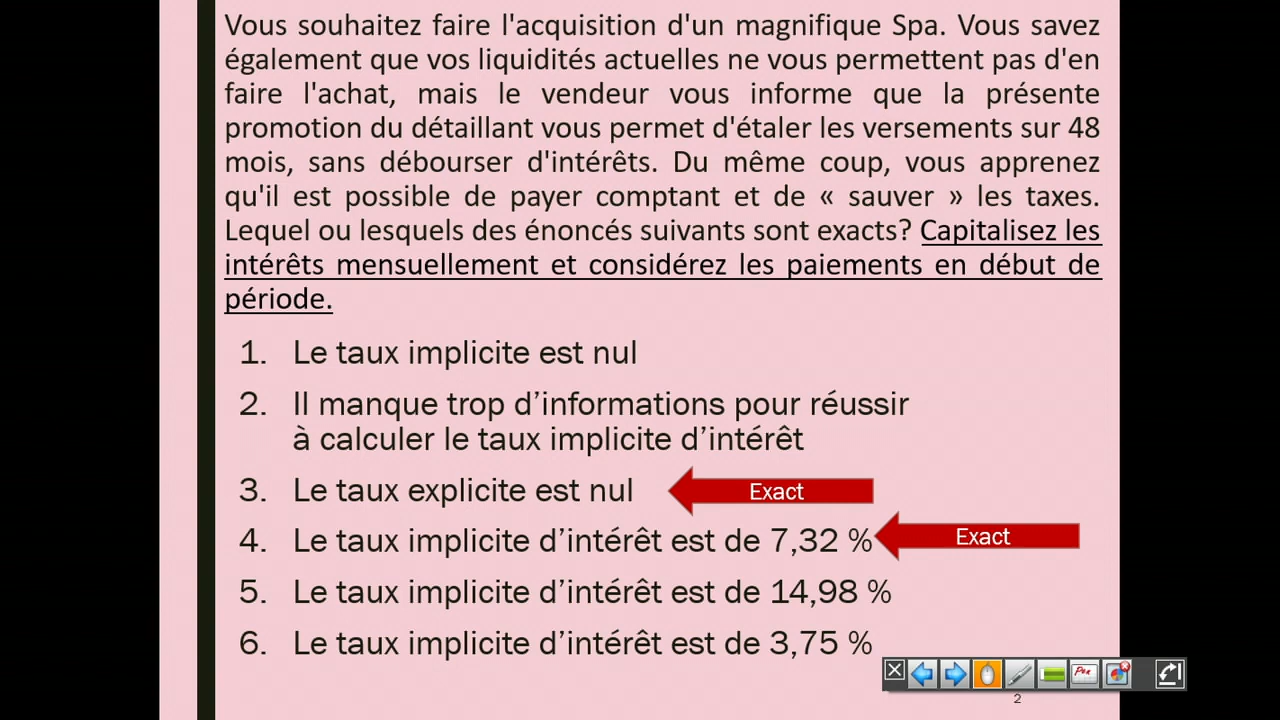 Vous souhaitez faire l'acquisition d'un magnifique Spa. Vous savez
également que vos liquidités actuelles ne vous permettent pas d'en
faire l'achat, mais le vendeur vous informe que la présente
promotion du détaillant vous permet d'étaler les versements sur 48
mois, sans débourser d'intérêts. Du même coup, vous apprenez
qu'il est possible de payer comptant et de « sauver » les taxes.
Lequel ou lesquels des énoncés suivants sont exacts? Capitalisez les
intérêts mensuellement et considérez les paiements en début de
période.
1. Le taux implicite est nul
2. Il manque trop d’informations pour réussir
à calculer le taux implicite d’intérêt
3. Le taux explicite est nul Exact
4. Le taux implicite d’intérêt est de 7,32 % Exact
5. Le taux implicite d’intérêt est de 14,98 %
6. Le taux implicite d’intérêt est de 3,75 %
Pen
2